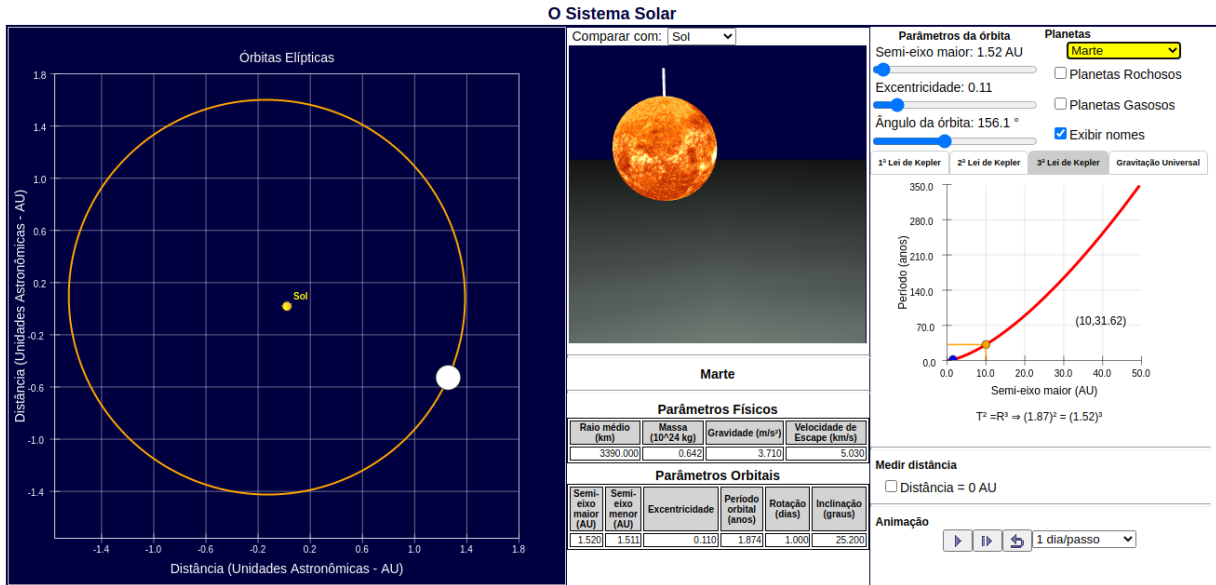 O Sistema Solar
Órbitas Elípticas
Distância (Unidades Astronômicas - AU)
1.8
1.4
1.0
0.6
0.2
-0.2
-0.6
-1.0
-1.4
Sol
-1.4 -1.0 -0.6 -0.2 0.2 0.6 1.0 1.4 1.8
Distância (Unidades Astronômicas - AU)
Comparar com: Sol
Marte
Parâmetros Físicos
Raio médio (km) Massa (10^24 kg) Gravidade (m/s²) Velocidade de Escape (km/s)
3390.000 0.642 3.710 5.030
Parâmetros Orbitais
Semi-eixo maior (AU) Semi-eixo menor (AU) Excentricidade Período orbital (anos) Rotação (dias) Inclinação (graus)
1.520 1.511 0.110 1.874 1.000 25.200
Parâmetros da órbita
Semi-eixo maior: 1.52 AU
Excentricidade: 0.11
Ângulo da órbita: 156.1 °
Planetas
Marte
Planetas Rochosos
Planetas Gasosos
Exibir nomes
1ª Lei de Kepler 2ª Lei de Kepler 3ª Lei de Kepler Gravitação Universal
Período (anos)
350.0
280.0
210.0
140.0
70.0
0.0
(10,31.62)
0.0 10.0 20.0 30.0 40.0 50.0
Semi-eixo maior (AU)
T² =R³ ⇒ (1.87)² = (1.52)³
Medir distância
Distância = 0 AU
Animação
1 dia/passo